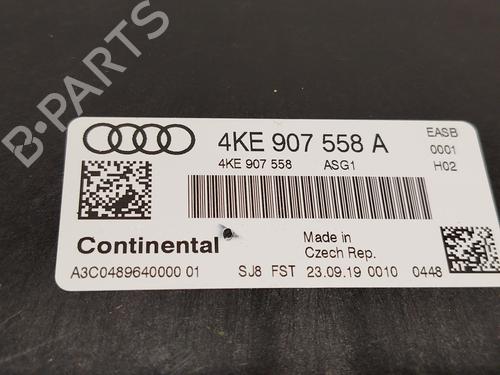 B-PARTS
4KE 907 558 A
EASB
4KE 907 558 ASG1
0001
H02
Continental
Made in
Czech Rep.
A3C0489640000 01 SJ8 FST 23.09.19 0010 0448